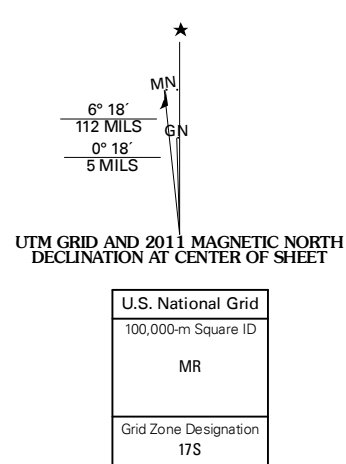 ★
MN
6° 18´
112 MILS
GN
0° 18´
5 MILS
UTM GRID AND 2011 MAGNETIC NORTH
DECLINATION AT CENTER OF SHEET
U.S. National Grid
100,000-m Square ID
MR
Grid Zone Designation
17S